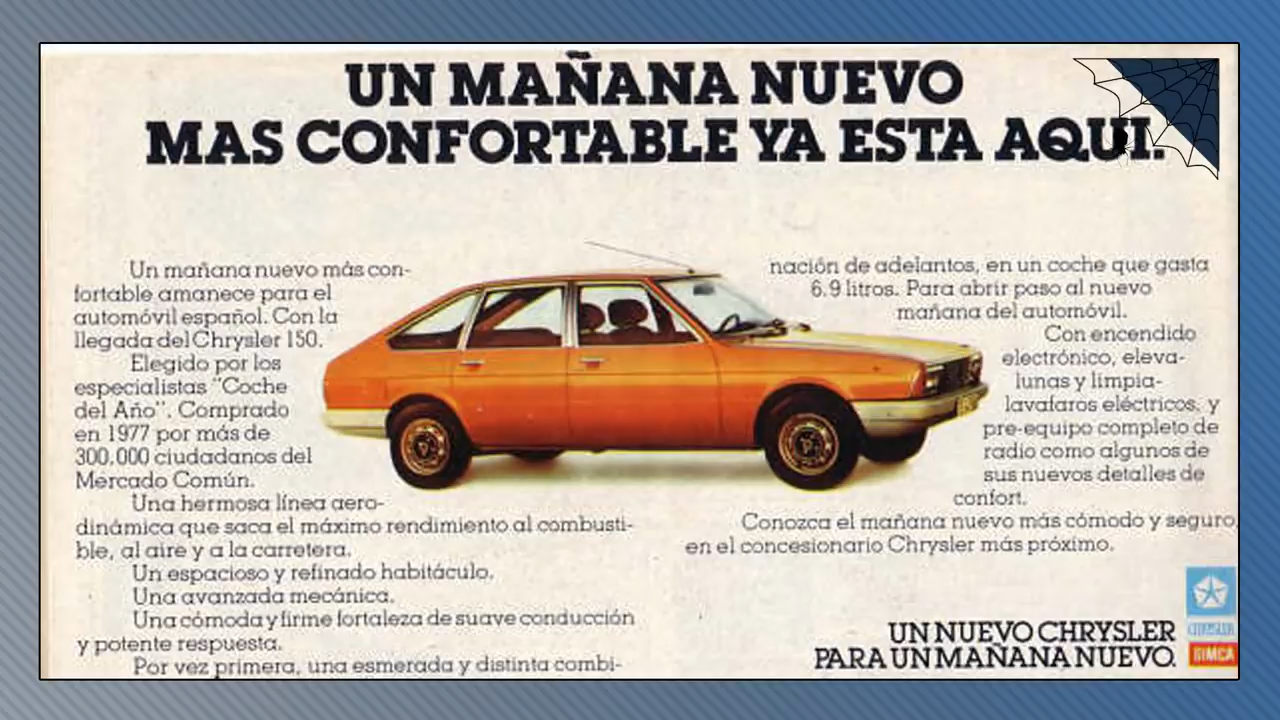 UN MAÑANA NUEVO
MAS CONFORTABLE YA ESTA AQUI.
Un mañana nuevo más con-
fortable amanece para el
automóvil español. Con la
llegada del Chrysler 150.
Elegido por los
especialistas "Coche
del Año". Comprado
en 1977 por más de
300.000 ciudadanos del
Mercado Común.
Una hermosa línea aero-
dinámica que saca el máximo rendimiento al combusti-
ble, al aire y a la carretera.
Un espacioso y refinado habitáculo.
Una avanzada mecánica.
Una cómoda y firme fortaleza de suave conducción
y potente respuesta.
Por vez primera, una esmerada y distinta combi-
nación de adelantos, en un coche que gasta
6.9 litros. Para abrir paso al nuevo
mañana del automóvil.
Con encendido
electrónico, eleva-
lunas y limpia-
lavafaros eléctricos, y
pre-equipo completo de
radio como algunos de
sus nuevos detalles de
confort.
Conozca el mañana nuevo más cómodo y seguro,
en el concesionario Chrysler más próximo.
UN NUEVO CHRYSLER
PARA UN MAÑANA NUEVO.
CHRYSLER
SIMCA